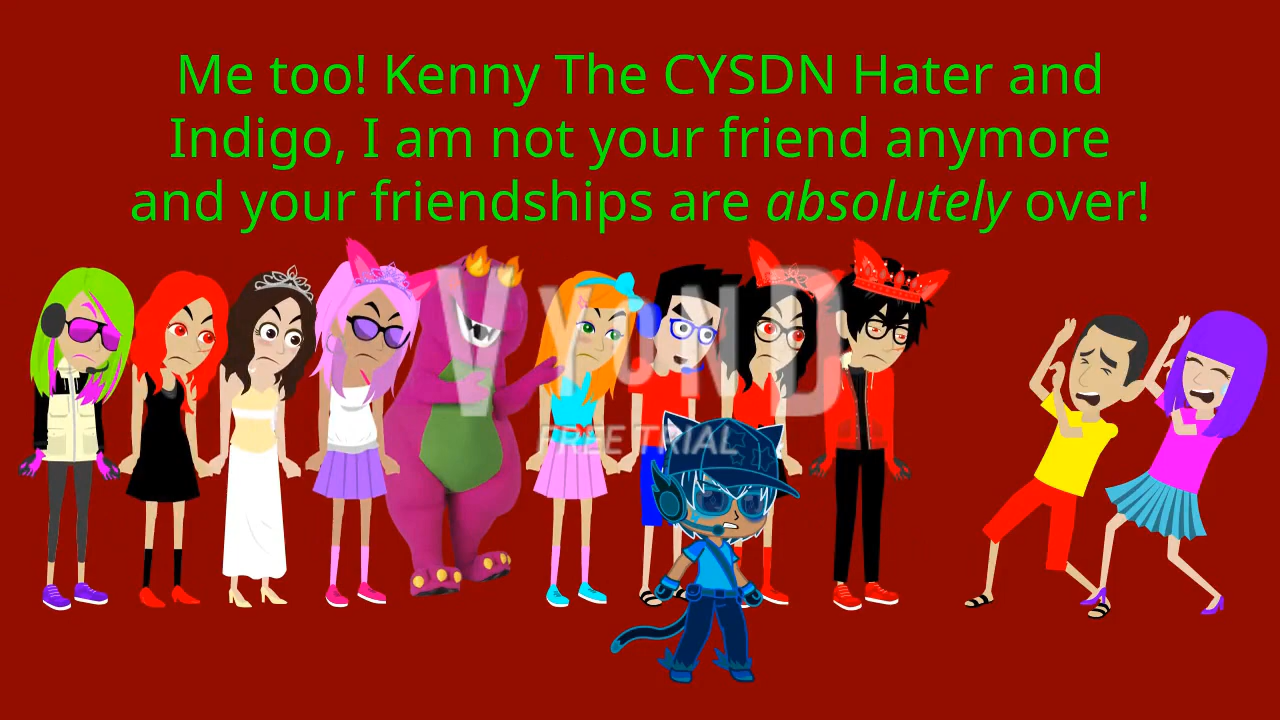 Me too! Kenny The CYSDN Hater and
Indigo, I am not your friend anymore
and your friendships are absolutely over!
VYOND
FREE TRIAL